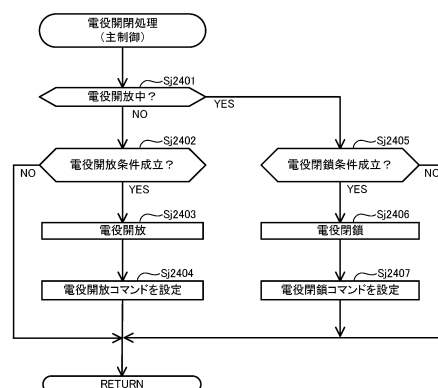 電役開閉処理
(主制御)
Sj2401
電役開放中?
YES
NO
Sj2402
Sj2405
電役開放条件成立?
電役閉鎖条件成立?
NO
NO
YES
YES
Sj2403
Sj2406
電役開放
電役閉鎖
Sj2404
Sj2407
電役開放コマンドを設定
電役閉鎖コマンドを設定
RETURN